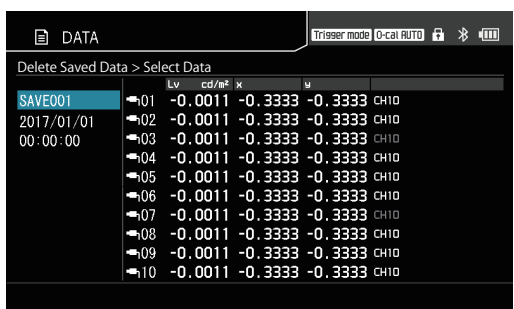 DATA
Trigger mode 0-cal AUTO
Delete Saved Data > Select Data
Lv cd/m² x y
SAVE001 01 -0.0011 -0.3333 -0.3333 CH10
2017/01/01 02 -0.0011 -0.3333 -0.3333 CH10
00:00:00 03 -0.0011 -0.3333 -0.3333 CH10
04 -0.0011 -0.3333 -0.3333 CH10
05 -0.0011 -0.3333 -0.3333 CH10
06 -0.0011 -0.3333 -0.3333 CH10
07 -0.0011 -0.3333 -0.3333 CH10
08 -0.0011 -0.3333 -0.3333 CH10
09 -0.0011 -0.3333 -0.3333 CH10
10 -0.0011 -0.3333 -0.3333 CH10